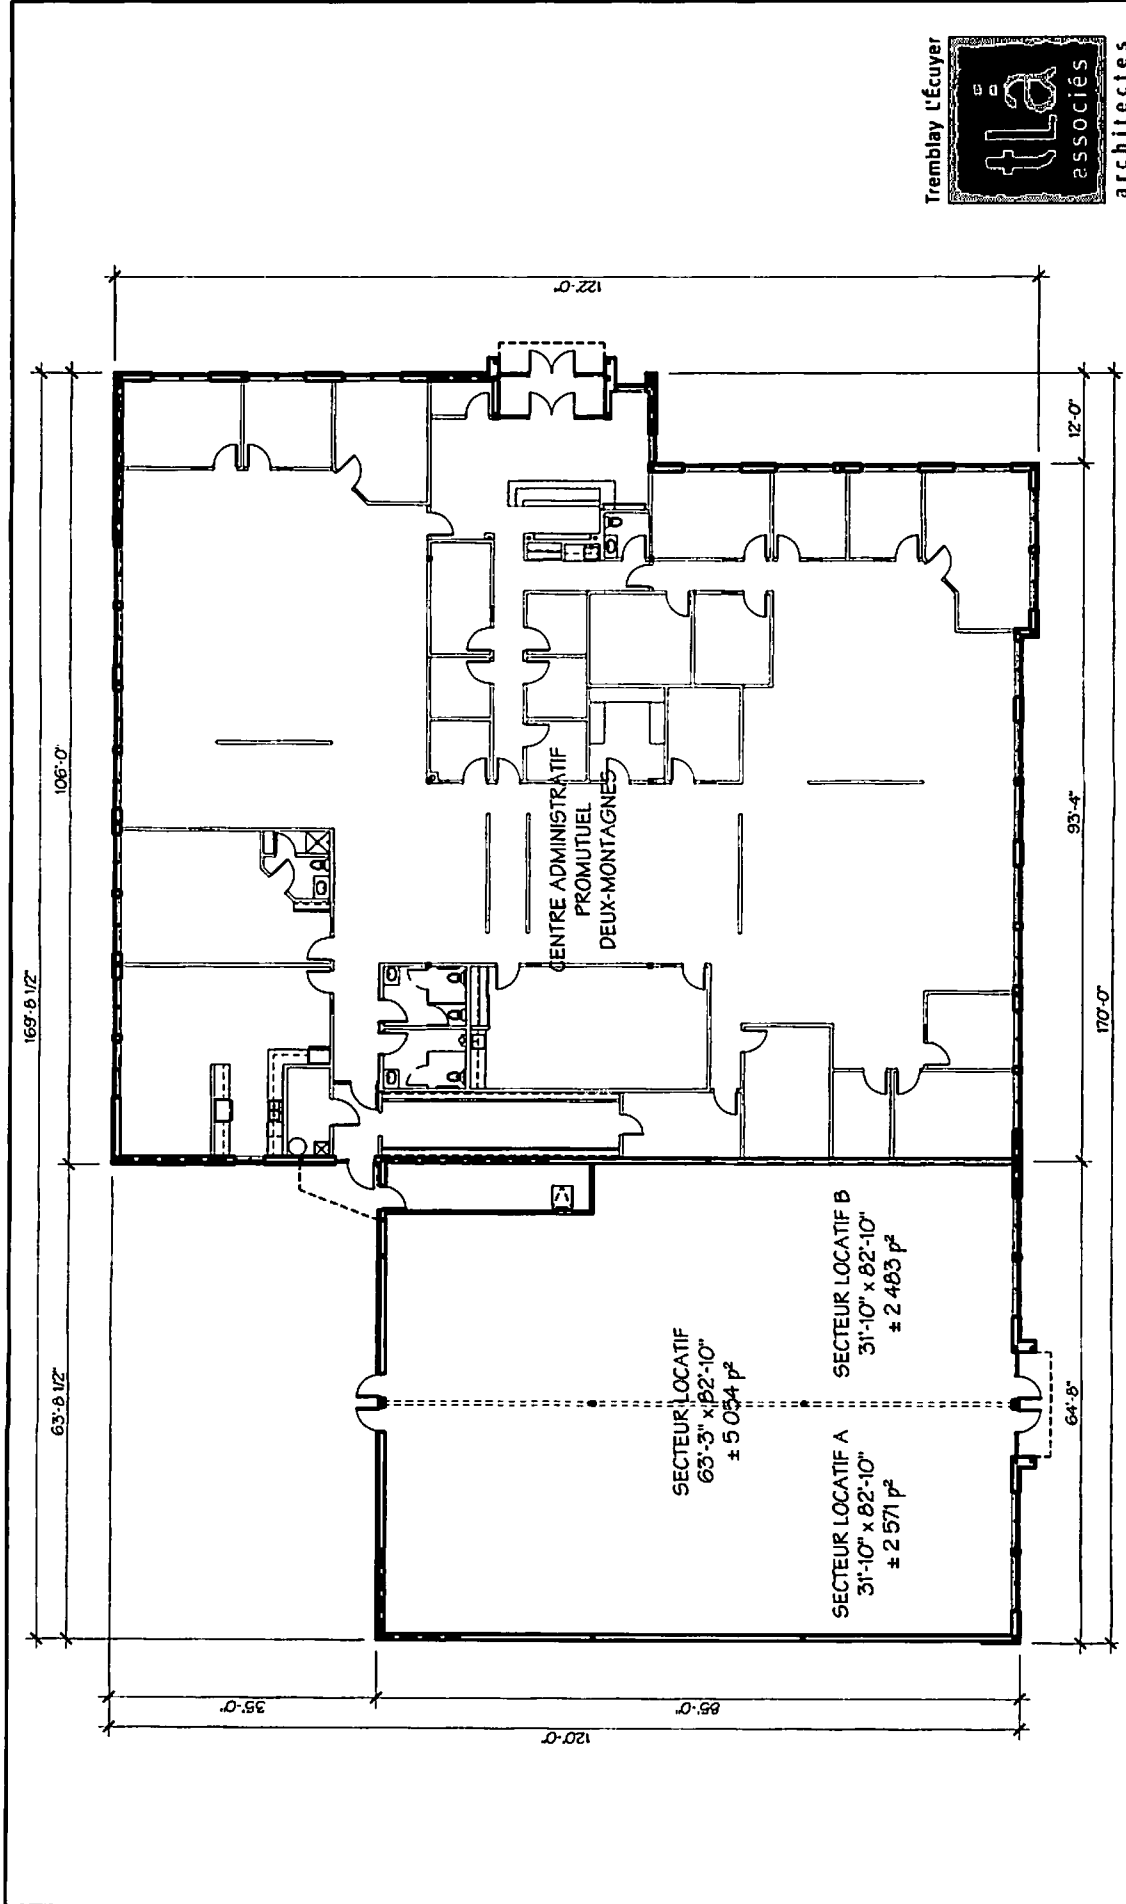 Tremblay L'Écuyer
tLa
associés
architectes
122'-0"
169'-8 1/2"
106'-0"
63'-8 1/2"
12'-0"
93'-4"
170'-0"
64'-8"
35'-0"
85'-0"
120'-0"
CENTRE ADMINISTRATIF
PROMUTUEL
DEUX-MONTAGNES
SECTEUR LOCATIF
63'-3" x 82'-10"
± 5 054 p²
SECTEUR LOCATIF A
31'-10" x 82'-10"
± 2 571 p²
SECTEUR LOCATIF B
31'-10" x 82'-10"
± 2 483 p²